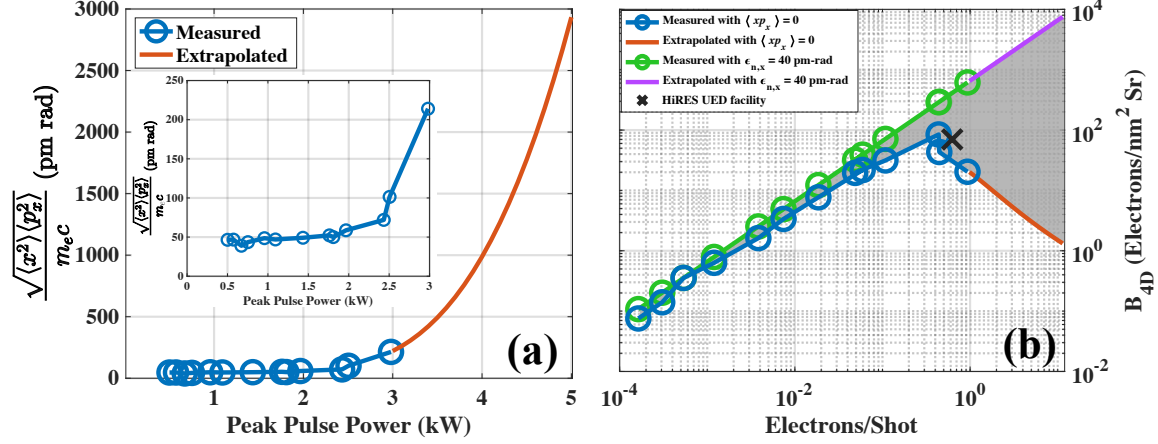 3000
2500
2000
1500
1000
500
0
√⟨x²⟩⟨pₓ²⟩ / mₑc (pm rad)
Measured
Extrapolated
250
200
150
100
50
0
√⟨x²⟩⟨pₓ²⟩ / mₑc (pm rad)
0 0.5 1 1.5 2 2.5 3
Peak Pulse Power (kW)
(a)
1 2 3 4 5
Peak Pulse Power (kW)
Measured with ⟨ xpₓ ⟩ = 0
Extrapolated with ⟨ xpₓ ⟩ = 0
Measured with ϵₙ,ₓ = 40 pm-rad
Extrapolated with ϵₙ,ₓ = 40 pm-rad
HiRES UED facility
(b)
10⁴
10²
10⁰
10⁻²
B₄D (Electrons/mm² Sr)
10⁻⁴ 10⁻² 10⁰
Electrons/Shot